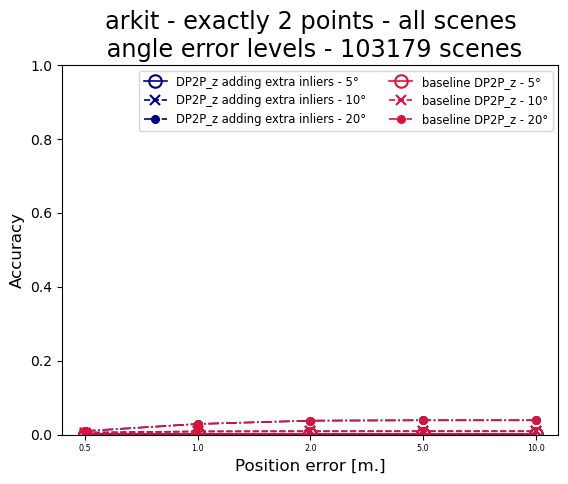 arkit - exactly 2 points - all scenes
angle error levels - 103179 scenes
DP2P_z adding extra inliers - 5°
DP2P_z adding extra inliers - 10°
DP2P_z adding extra inliers - 20°
baseline DP2P_z - 5°
baseline DP2P_z - 10°
baseline DP2P_z - 20°
Accuracy
1.0
0.8
0.6
0.4
0.2
0.0
0.5 1.0 2.0 5.0 10.0
Position error [m.]